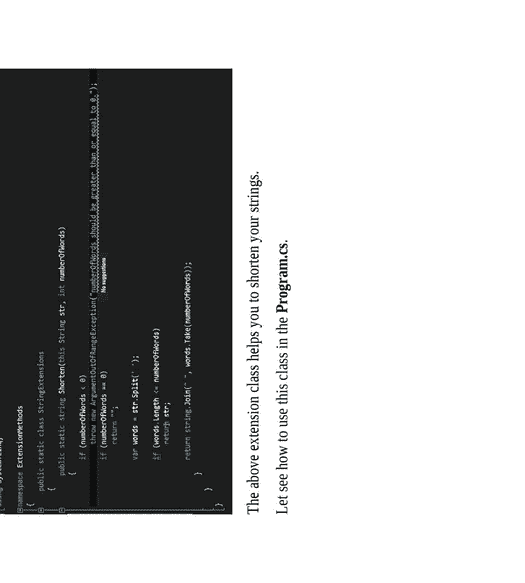 namespace ExtensionMethods
{
public static class StringExtensions
{
public static string Shorten(this String str, int numberOfWords)
{
if (numberOfWords < 0)
throw new ArgumentOutOfRangeException("numberOfWords should be greater than or equal to 0.");
if (numberOfWords == 0)
No suggestions
return "";
var words = str.Split(' ');
if (words.Length <= numberOfWords)
return str;
return string.Join(" ", words.Take(numberOfWords));
}
}
}
The above extension class helps you to shorten your strings.
Let see how to use this class in the Program.cs.